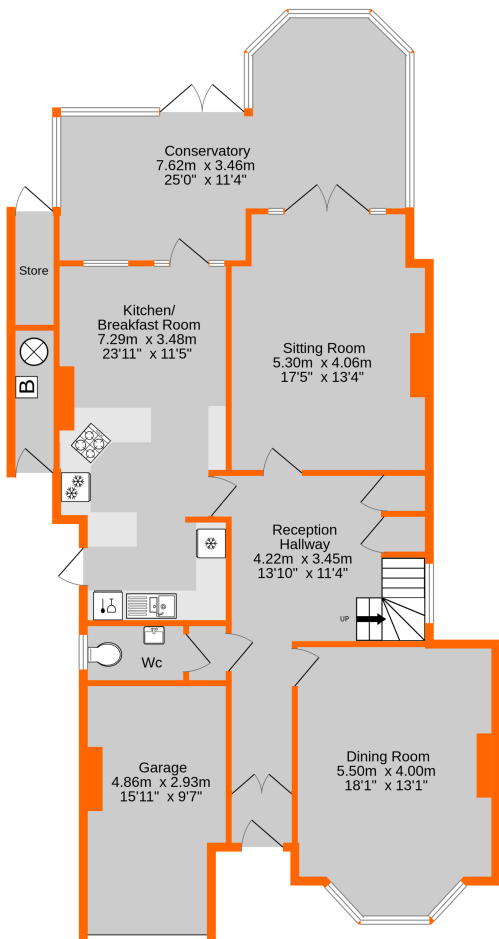 Conservatory
7.62m x 3.46m
25'0" x 11'4"
Store
Kitchen/
Breakfast Room
7.29m x 3.48m
23'11" x 11'5"
Sitting Room
5.30m x 4.06m
17'5" x 13'4"
B
Reception
Hallway
4.22m x 3.45m
13'10" x 11'4"
UP
Wc
Garage
4.86m x 2.93m
15'11" x 9'7"
Dining Room
5.50m x 4.00m
18'1" x 13'1"